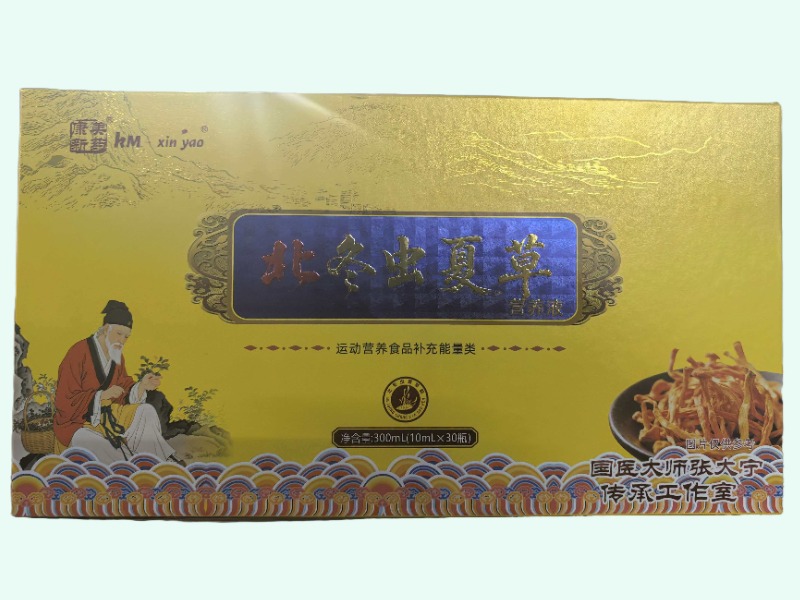 康美
新药® kM xin yao®
北冬虫夏草
营养液
运动营养食品补充能量类
净含量:300mL(10mL×30瓶)
图片仅供参考
国医大师张大宁
传承工作室